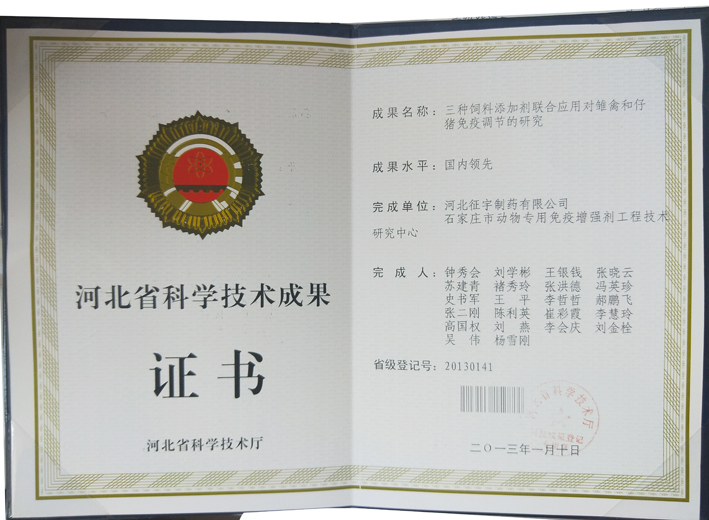 河北省科学技术成果
证书
河北省科学技术厅
成果名称：三种饲料添加剂联合应用对雏禽和仔
猪免疫调节的研究
成果水平：国内领先
完成单位：河北征宇制药有限公司
石家庄市动物专用免疫增强剂工程技术
研究中心
完成人：钟秀会 刘学彬 王银钱 张晓云
苏建青 褚秀玲 张洪德 冯英珍
史书军 王平 李哲哲 郝鹏飞
张二刚 陈利英 崔彩霞 李慧玲
高国权 刘燕 李会庆 刘金栓
吴伟 杨雪刚
省级登记号：20130141
二〇一三年一月十日